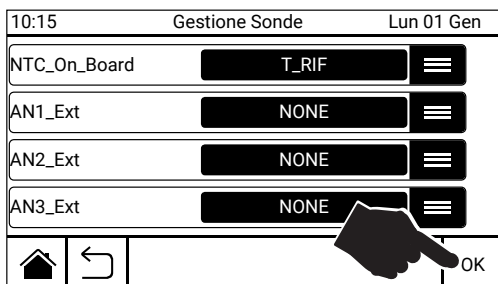 10:15 Gestione Sonde Lun 01 Gen
NTC_On_Board T_RIF
AN1_Ext NONE
AN2_Ext NONE
AN3_Ext NONE
OK